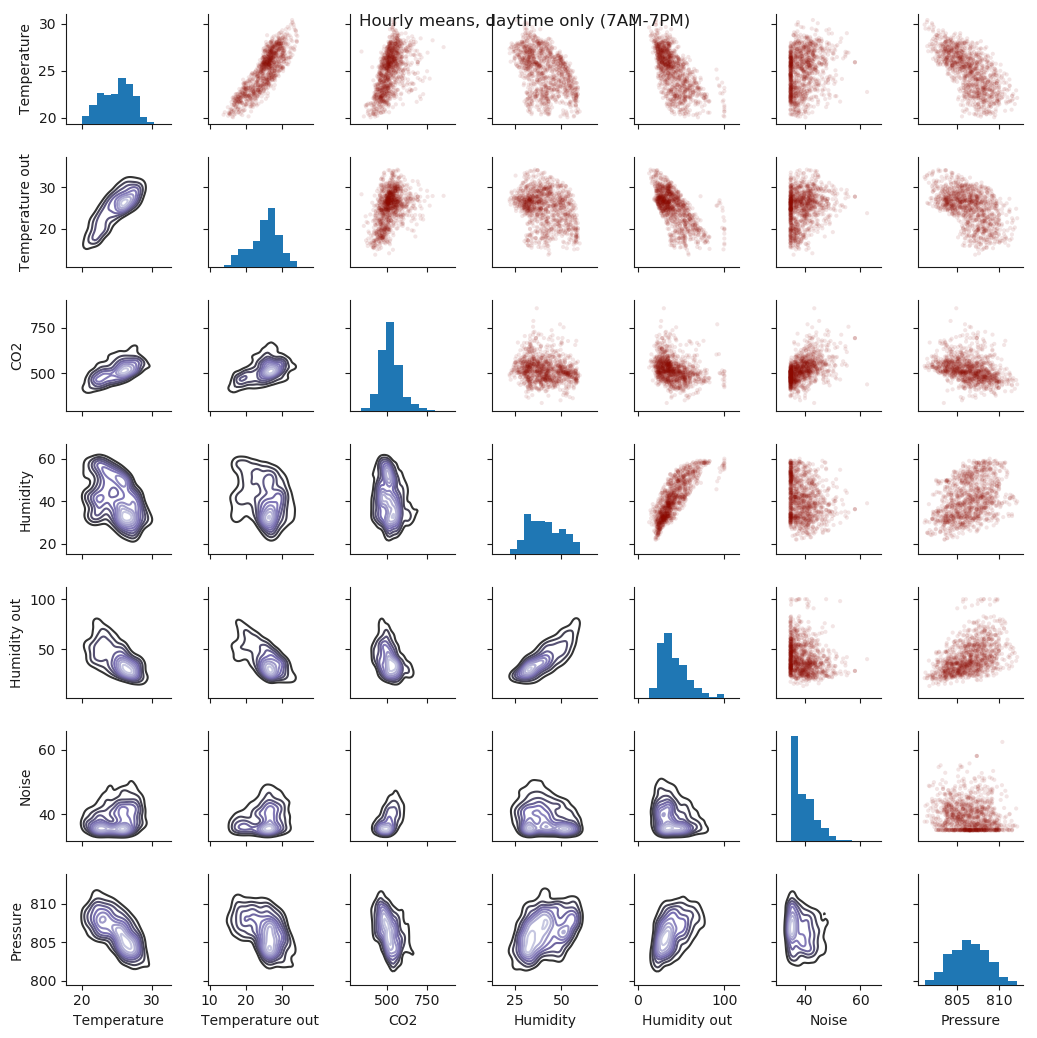 Hourly means, daytime only (7AM-7PM)
Temperature
30
25
20
Temperature out
30
20
CO2
750
500
Humidity
60
40
20
Humidity out
100
50
Noise
60
40
Pressure
810
805
800
20 30 10 20 30 500 750 25 50 0 100 40 60 805 810
Temperature Temperature out CO2 Humidity Humidity out Noise Pressure